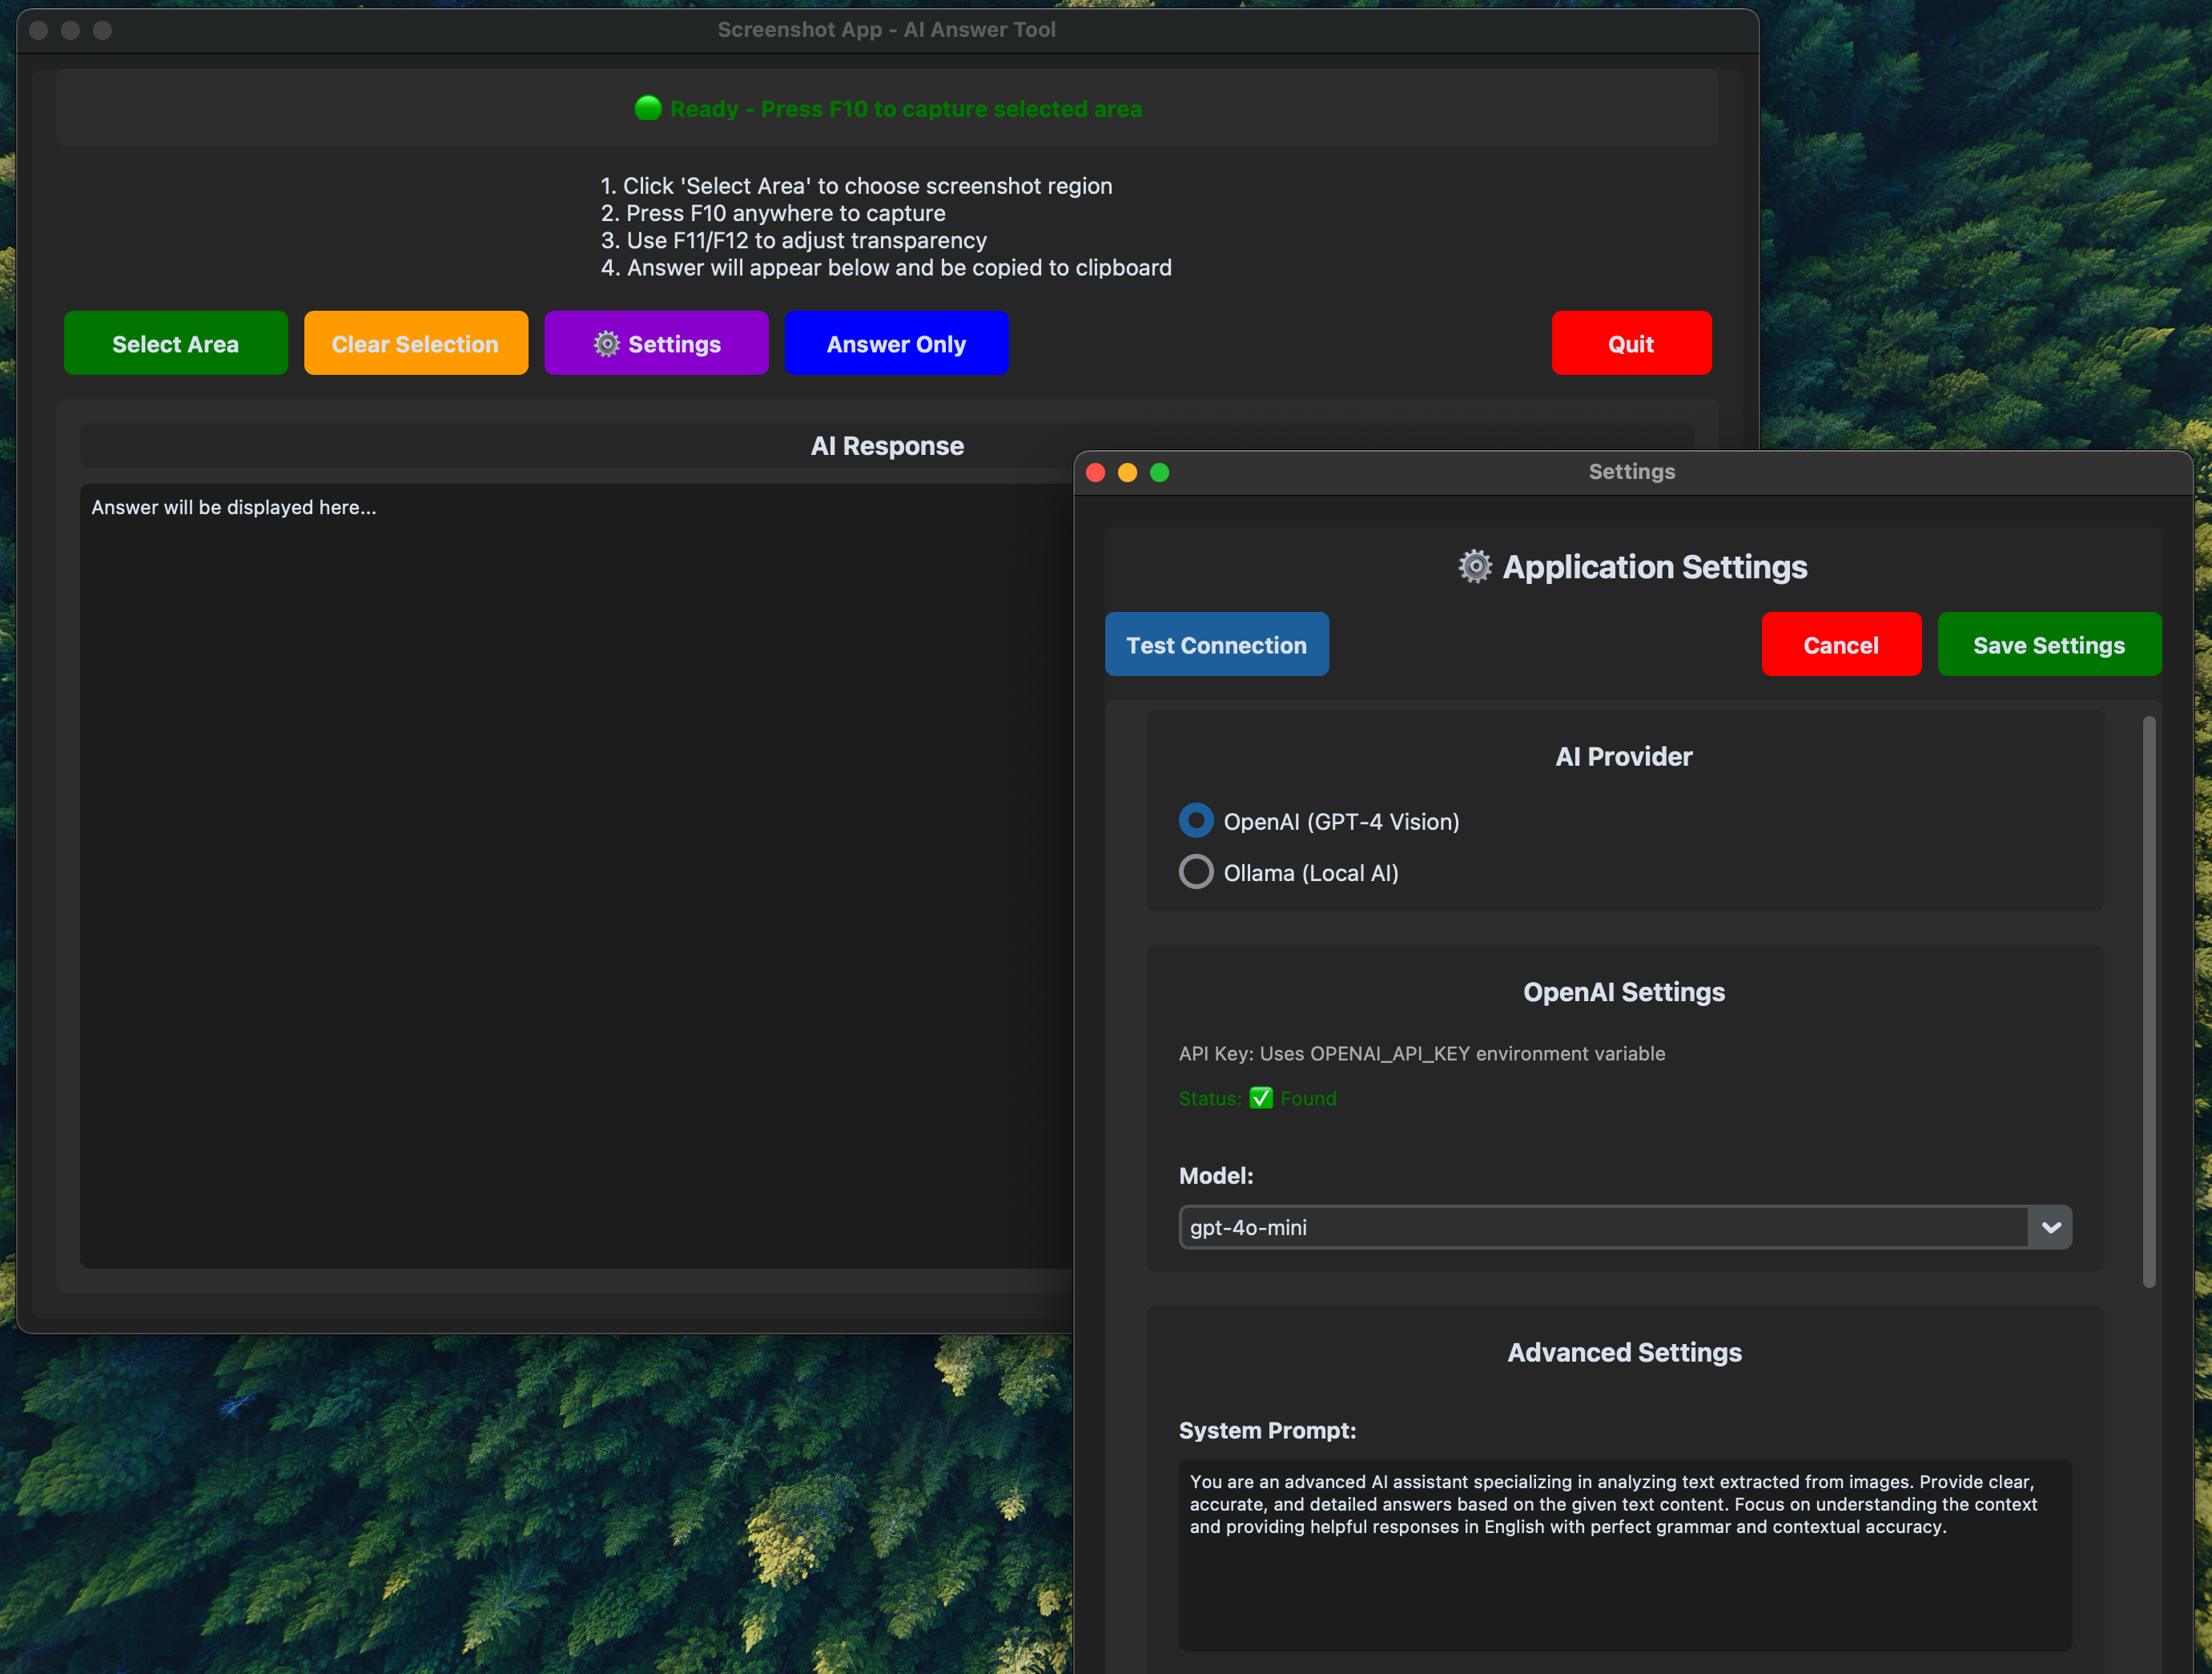 Screenshot App - AI Answer Tool
Ready - Press F10 to capture selected area
1. Click 'Select Area' to choose screenshot region
2. Press F10 anywhere to capture
3. Use F11/F12 to adjust transparency
4. Answer will appear below and be copied to clipboard
Select Area
Clear Selection
⚙️ Settings
Answer Only
Quit
AI Response
Answer will be displayed here...
Settings
⚙️ Application Settings
Test Connection
Cancel
Save Settings
AI Provider
OpenAI (GPT-4 Vision)
Ollama (Local AI)
OpenAI Settings
API Key: Uses OPENAI_API_KEY environment variable
Status: ✅ Found
Model:
gpt-4o-mini
Advanced Settings
System Prompt:
You are an advanced AI assistant specializing in analyzing text extracted from images. Provide clear,
accurate, and detailed answers based on the given text content. Focus on understanding the context
and providing helpful responses in English with perfect grammar and contextual accuracy.